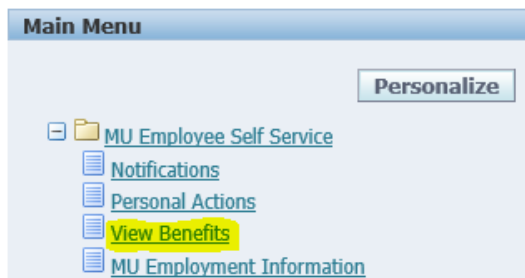 Main Menu
Personalize
MU Employee Self Service
Notifications
Personal Actions
View Benefits
MU Employment Information